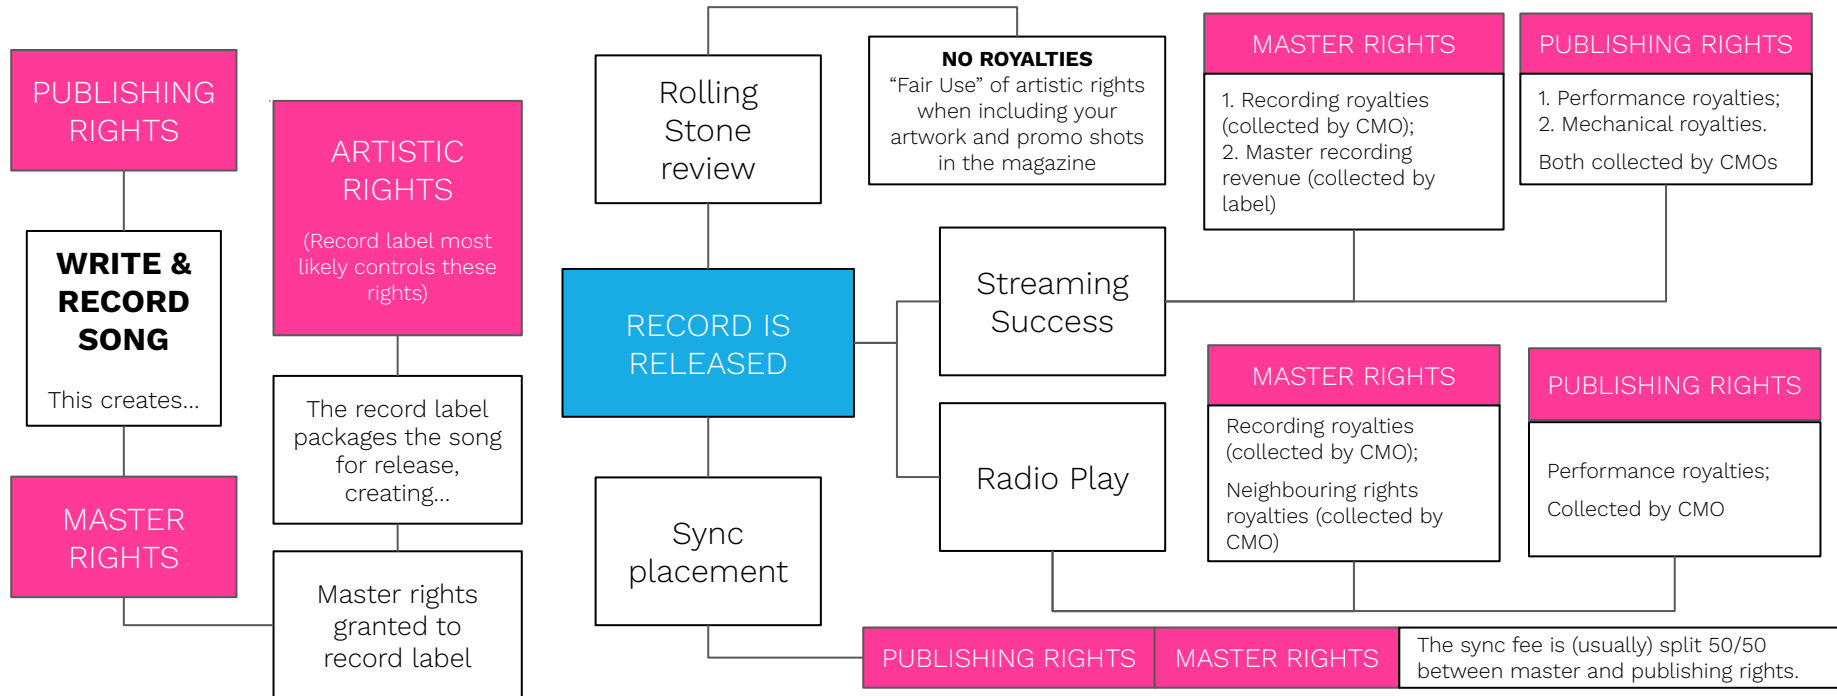 PUBLISHING
RIGHTS
WRITE &
RECORD
SONG
This creates...
MASTER
RIGHTS
ARTISTIC
RIGHTS
(Record label most
likely controls these
rights)
The record label
packages the song
for release,
creating...
Master rights
granted to
record label
Rolling
Stone
review
NO ROYALTIES
“Fair Use” of artistic rights
when including your
artwork and promo shots
in the magazine
RECORD IS
RELEASED
Sync
placement
Streaming
Success
Radio Play
MASTER RIGHTS
1. Recording royalties
(collected by CMO);
2. Master recording
revenue (collected by
label)
PUBLISHING RIGHTS
1. Performance royalties;
2. Mechanical royalties.
Both collected by CMOs
MASTER RIGHTS
Recording royalties
(collected by CMO);
Neighbouring rights
royalties (collected by
CMO)
PUBLISHING RIGHTS
Performance royalties;
Collected by CMO
PUBLISHING RIGHTS
MASTER RIGHTS
The sync fee is (usually) split 50/50
between master and publishing rights.